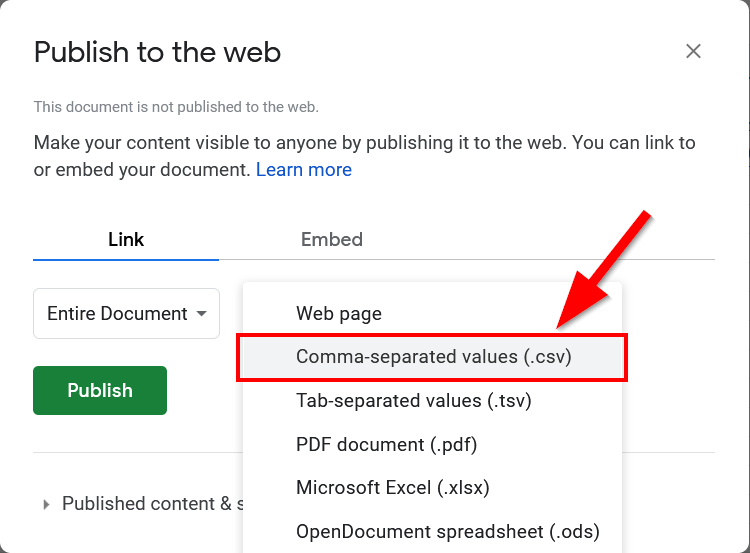 Publish to the web
This document is not published to the web.
Make your content visible to anyone by publishing it to the web. You can link to
or embed your document. Learn more
Link Embed
Entire Document
Web page
Comma-separated values (.csv)
Publish
Tab-separated values (.tsv)
PDF document (.pdf)
Microsoft Excel (.xlsx)
Published content & s
OpenDocument spreadsheet (.ods)